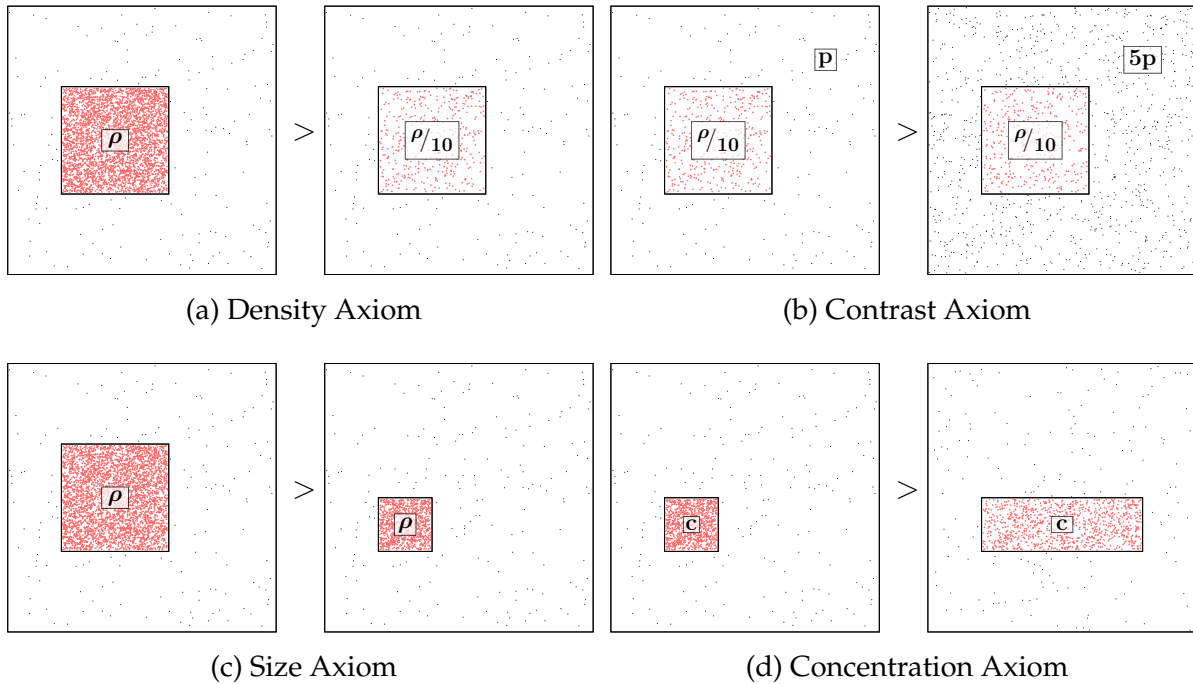 ρ > ρ/10
p
ρ/10 > 5p
ρ/10
(a) Density Axiom
(b) Contrast Axiom
ρ > ρ
c > c
(c) Size Axiom
(d) Concentration Axiom